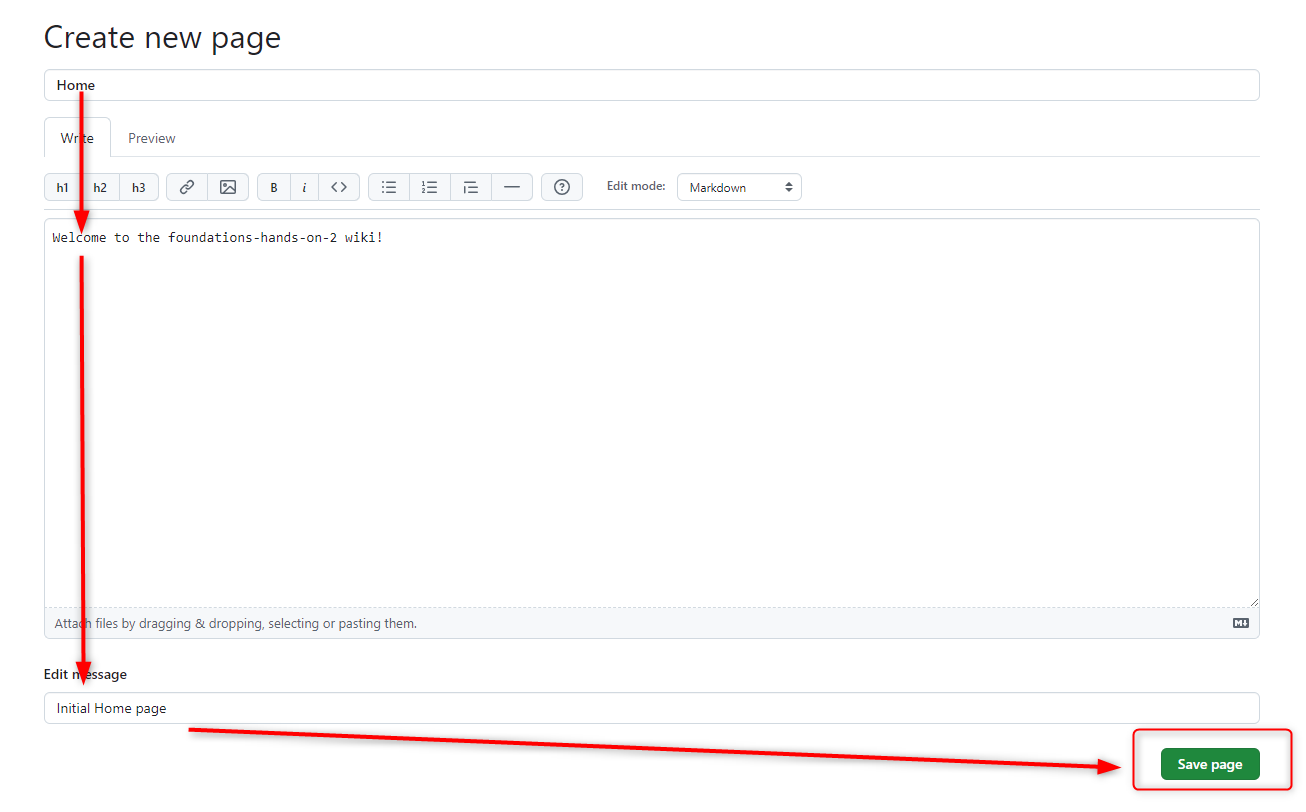 Create new page
Home
Write Preview
h1 h2 h3 B i <> Edit mode: Markdown
Welcome to the foundations-hands-on-2 wiki!
Attach files by dragging & dropping, selecting or pasting them.
Edit message
Initial Home page
Save page